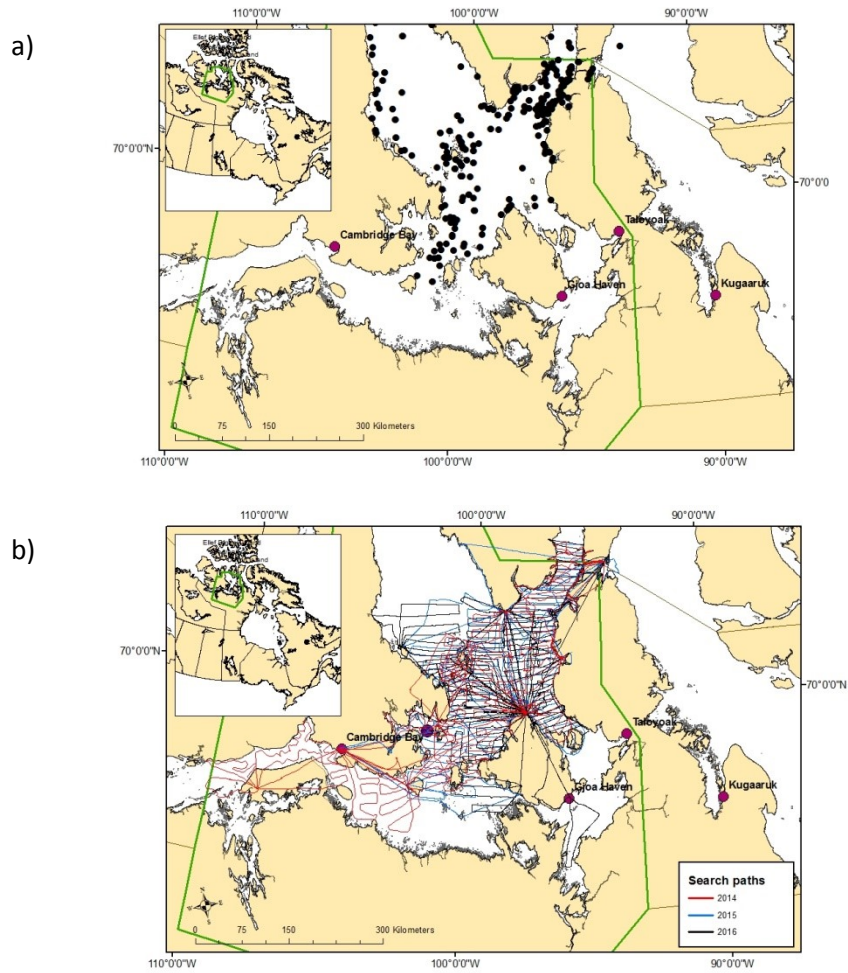 a)
110°0'0"W 100°0'0"W 90°0'0"W
70°0'0"N
70°0'0
Cambridge Bay
Taloyoak
Gjoa Haven
Kugaaruk
0 75 150 300 Kilometers
110°0'0"W 100°0'0"W 90°0'0"W
b)
110°0'0"W 100°0'0"W 90°0'0"W
70°0'0"N
70°0'0"N
Cambridge Bay
Taloyoak
Gjoa Haven
Kugaaruk
0 75 150 300 Kilometers
Search paths
2014
2015
2016
110°0'0"W 100°0'0"W 90°0'0"W